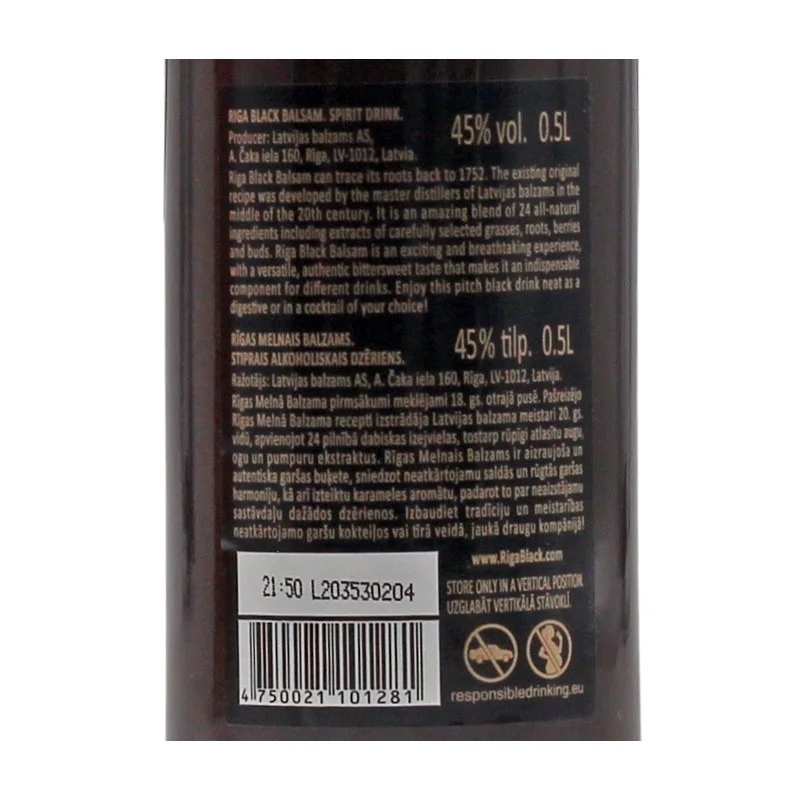 RIGA BLACK BALSAM. SPIRIT DRINK.
45% vol. 0.5L
Producer: Latvijas balzams AS,
A. Čaka iela 160, Rīga, LV-1012, Latvia.
Riga Black Balsam can trace its roots back to 1752. The existing original
recipe was developed by the master distillers of Latvijas balzams in the
middle of the 20th century. It is an amazing blend of 24 all-natural
ingredients including extracts of carefully selected grasses, roots, berries
and buds. Riga Black Balsam is an exciting and breathtaking experience,
with a versatile, authentic bittersweet taste that makes it an indispensable
component for different drinks. Enjoy this pitch black drink neat as a
digestive or in a cocktail of your choice!
RĪGAS MELNAIS BALZAMS.
STIPRAIS ALKOHOLISKAIS DZĒRIENS.
45% tilp. 0.5L
Ražotājs: Latvijas balzams AS, A. Čaka iela 160, Rīga, LV-1012, Latvija.
Rīgas Melnā Balzama pirmsākumi meklējami 18. gs. otrajā pusē. Pašreizējo
Rīgas Melnā Balzama recepti izstrādāja Latvijas balzama meistari 20. gs.
vidū, apvienojot 24 pilnībā dabiskas izejvielas, tostarp rūpīgi atlasītu augu,
ogu un pumpuru ekstraktus. Rīgas Melnais Balzams ir aizraujoša un
autentiska garšas buķete, sniedzot neatkārtojamu saldās un rūgtās garšas
harmoniju, kā arī izteiktu karameles aromātu, padarot to par neaizstājamu
sastāvdaļu dažādos dzērienos. Izbaudiet tradīciju un meistarības
neatkārtojamo garšu kokteiļos vai tīrā veidā, jaukā draugu kompānijā!
www.RigaBlack.com
21:50 L203530204
STORE ONLY IN A VERTICAL POSITION.
UZGLABĀT VERTIKĀLĀ STĀVOKLĪ
4 750021 101281
responsibledrinking.eu